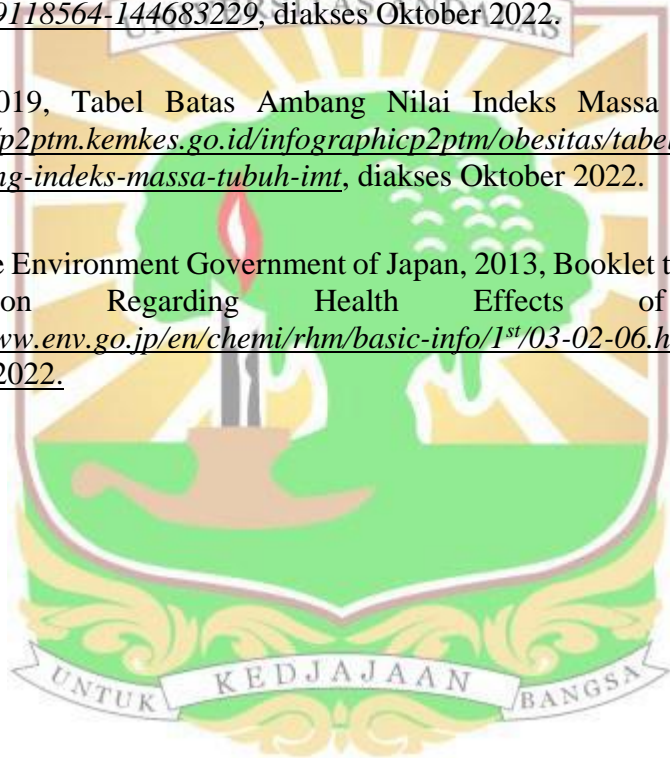 9118564-144683229, diakses Oktober 2022.
UNIVERSITAS ANDALAS
019, Tabel Batas Ambang Nilai Indeks Massa
/p2ptm.kemkes.go.id/infographicp2ptm/obesitas/tabel
ng-indeks-massa-tubuh-imt, diakses Oktober 2022.
e Environment Government of Japan, 2013, Booklet t
on Regarding Health Effects of
ww.env.go.jp/en/chemi/rhm/basic-info/1st/03-02-06.h
2022.
UNTUK KEDJAJAAN BANGSA